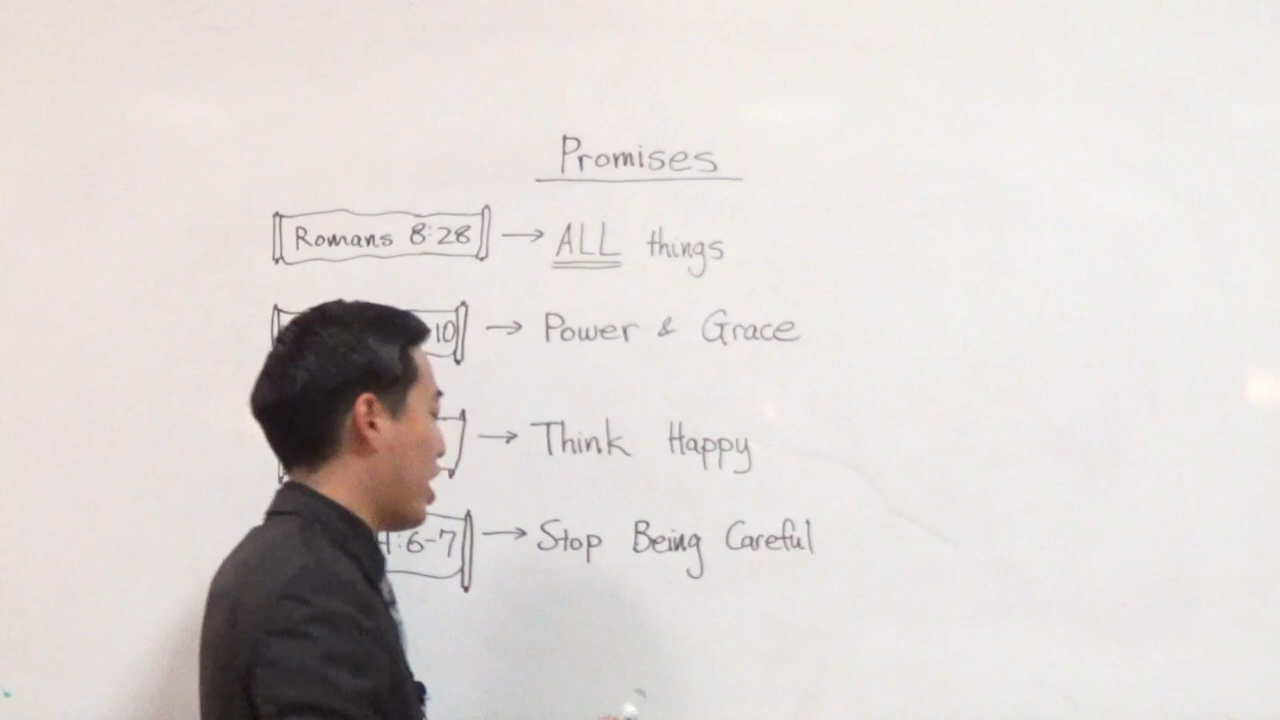 Promises
Romans 8:28 → ALL things
10 → Power & Grace
→ Think Happy
4:6-7 → Stop Being Careful